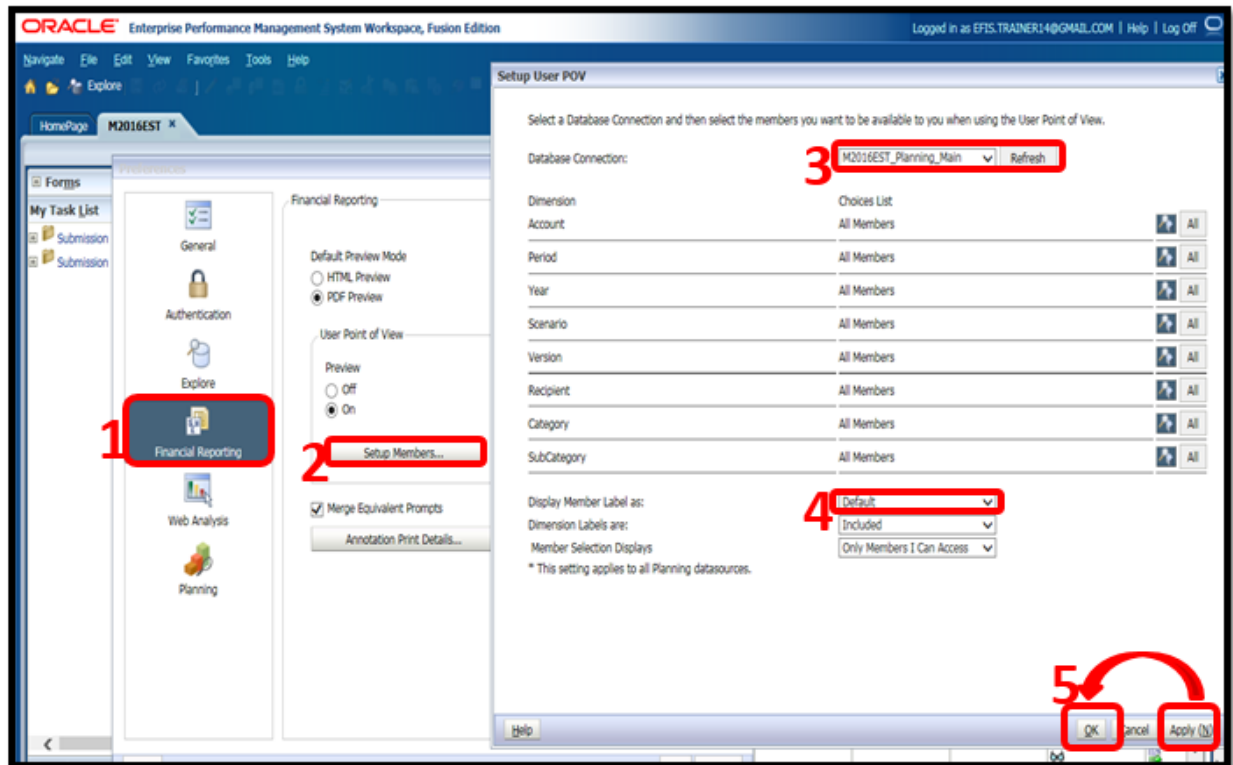 ORACLE Enterprise Performance Management System Workspace, Fusion Edition
Logged in as EFIS.TRAINER14@GMAIL.COM | Help | Log Off
Navigate File Edit View Favorites Tools Help
Explore
HomePage M2016EST
Forms
My Task List
Submission
Submission
General
Authentication
Explore
1
Financial Reporting
Web Analysis
Planning
Financial Reporting
Default Preview Mode
HTML Preview
PDF Preview
User Point of View
Preview
Off
On
2 Setup Members...
Merge Equivalent Prompts
Annotation Print Details...
Setup User POV
Select a Database Connection and then select the members you want to be available to you when using the User Point of View.
Database Connection: 3 M2016EST_Planning_Main Refresh
Dimension Choices List
Account All Members All
Period All Members All
Year All Members All
Scenario All Members All
Version All Members All
Recipient All Members All
Category All Members All
SubCategory All Members All
Display Member Label as: 4 Default
Dimension Labels are: Included
Member Selection Displays Only Members I Can Access
* This setting applies to all Planning datasources.
5
Help OK Cancel Apply (N)